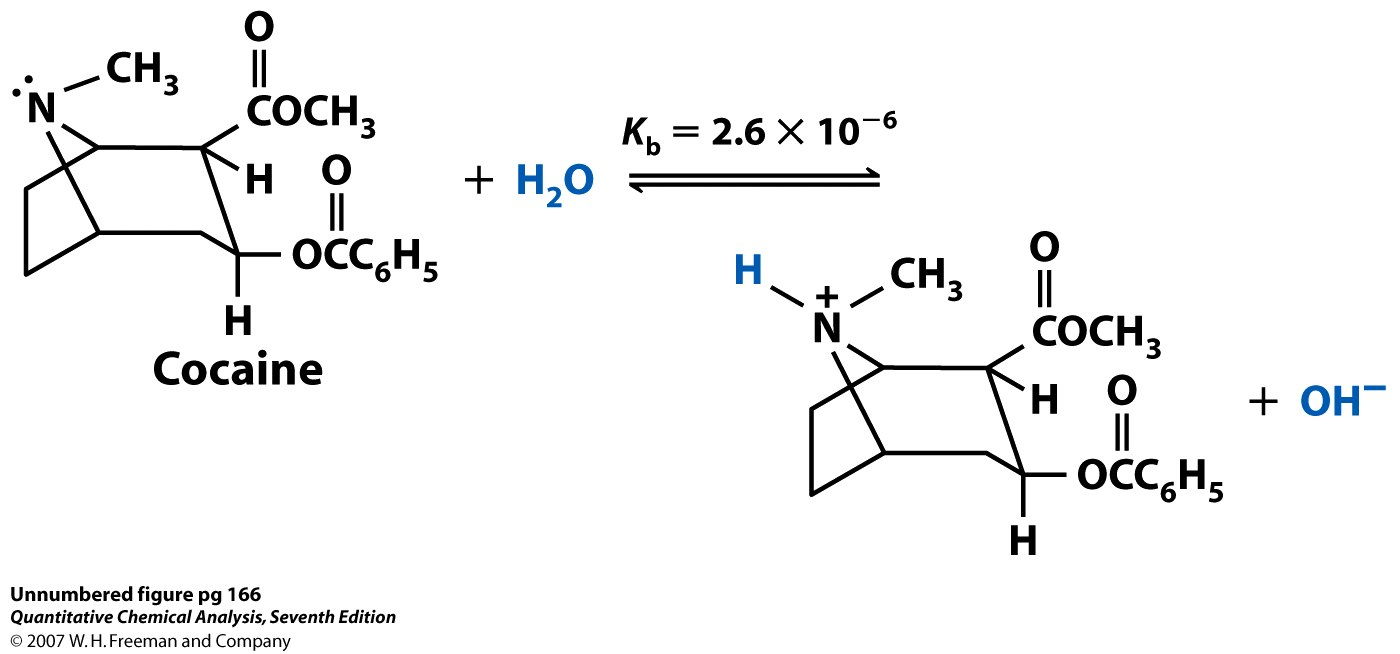 O
CH₃
N
COCH₃
H
O
OCC₆H₅
H
Cocaine
+ H₂O
K_b = 2.6 × 10⁻⁶
H
+
N
CH₃
O
COCH₃
H
O
OCC₆H₅
H
+ OH⁻
Unnumbered figure pg 166
Quantitative Chemical Analysis, Seventh Edition
© 2007 W. H. Freeman and Company